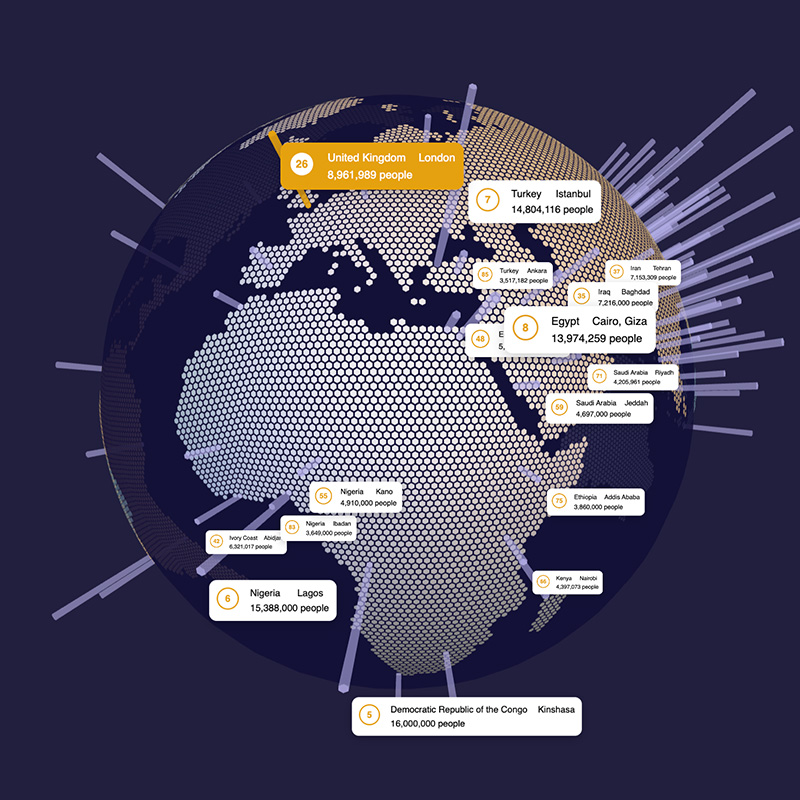 26 United Kingdom London
8,961,989 people
7 Turkey Istanbul
14,804,116 people
85 Turkey Ankara
3,517,182 people
37 Iran Tehran
7,153,309 people
35 Iraq Baghdad
7,216,000 people
8 Egypt Cairo, Giza
13,974,259 people
48 E
5,
71 Saudi Arabia Riyadh
4,205,961 people
59 Saudi Arabia Jeddah
4,697,000 people
55 Nigeria Kano
4,910,000 people
75 Ethiopia Addis Ababa
3,860,000 people
83 Nigeria Ibadan
3,649,000 people
42 Ivory Coast Abidjan
6,321,017 people
Kenya Nairobi
4,397,073 people
6 Nigeria Lagos
15,388,000 people
5 Democratic Republic of the Congo Kinshasa
16,000,000 people